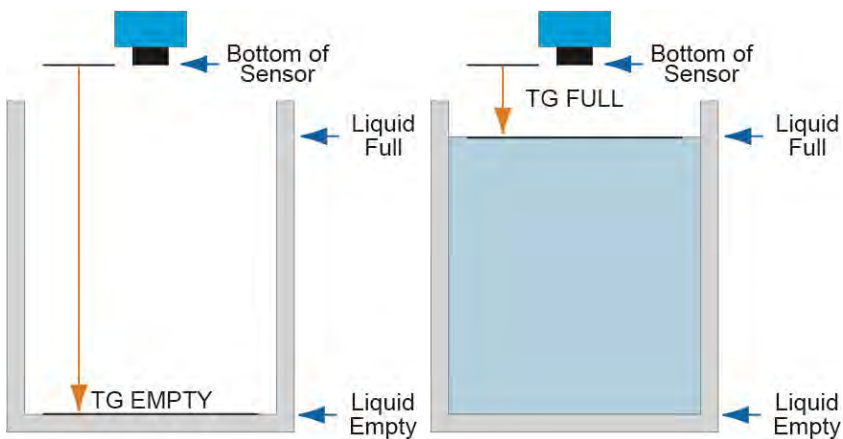 Bottom of
Sensor
Liquid
Full
TG EMPTY
Liquid
Empty
Bottom of
Sensor
TG FULL
Liquid
Full
Liquid
Empty